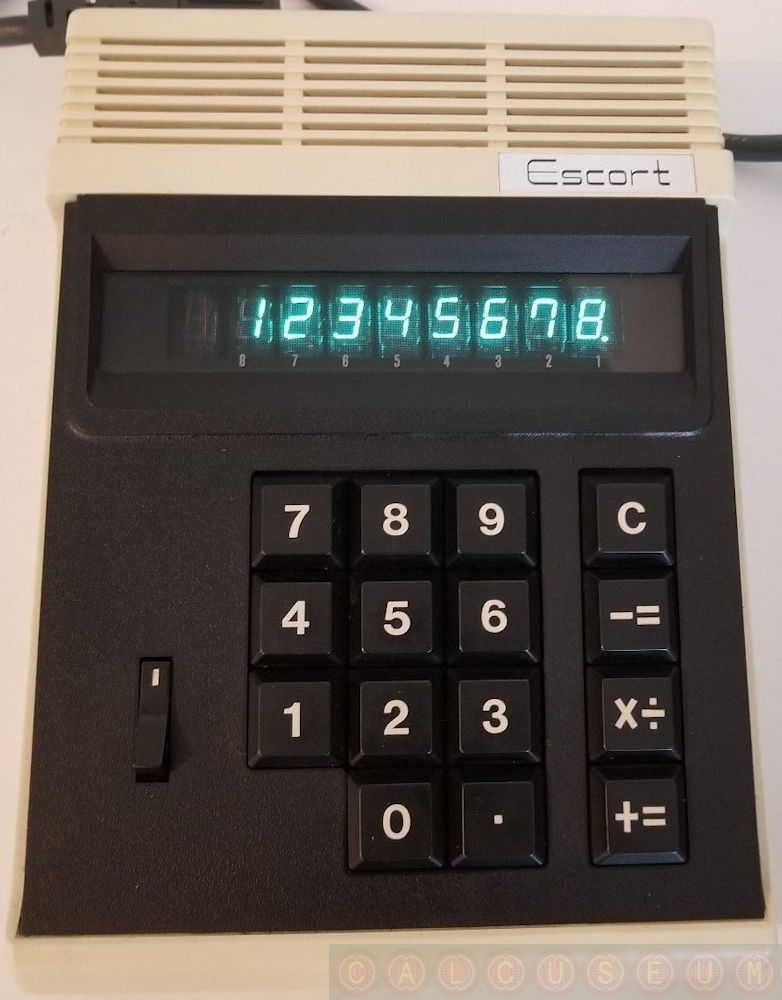 Escort
12345678.
8 7 6 5 4 3 2 1
7 8 9 C
4 5 6 -=
1 2 3 X÷
0 . +=
CALCUSEUM